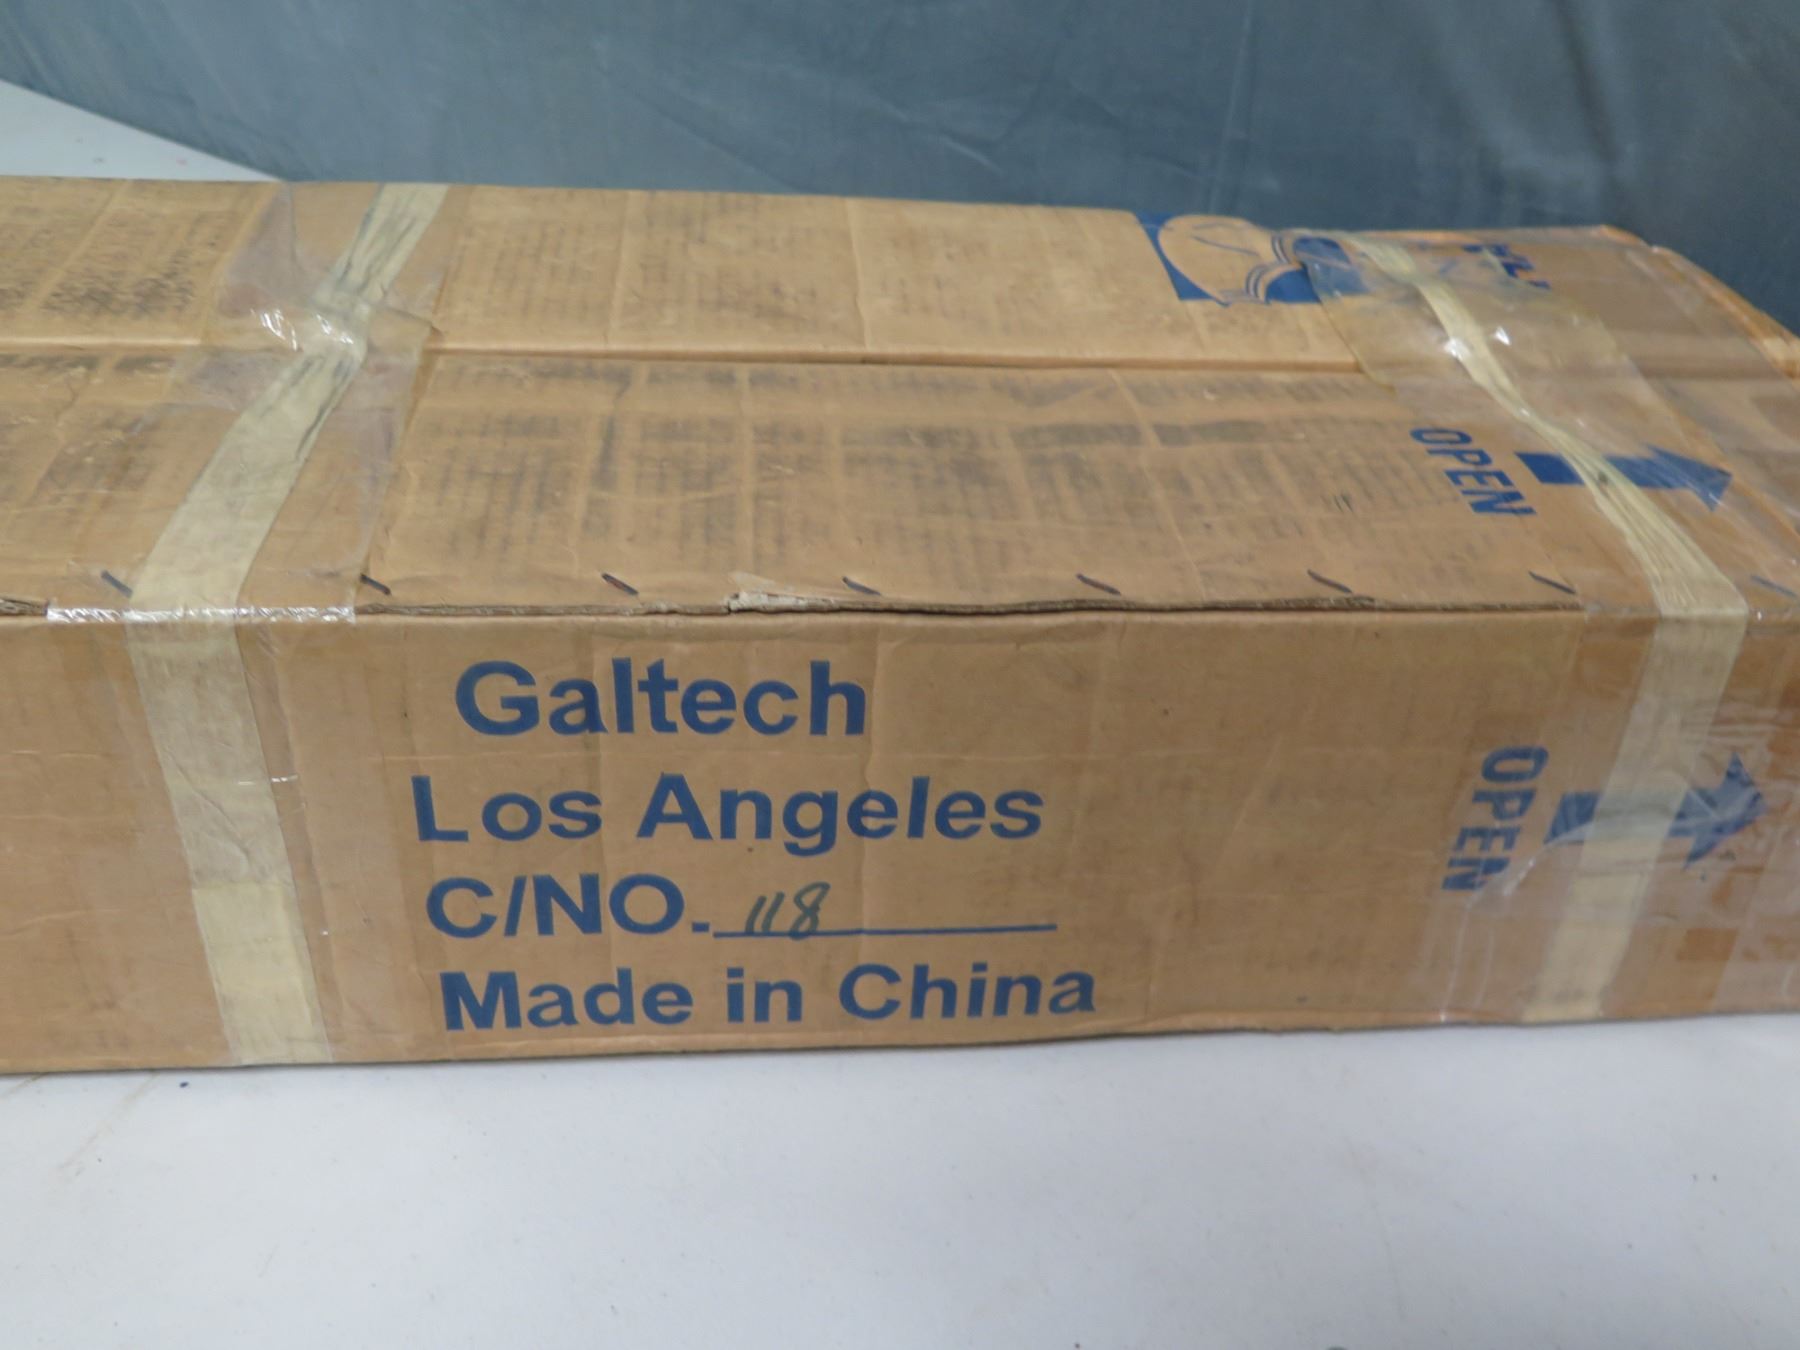 OPEN
Galtech
Los Angeles
C/NO. 118
Made in China
OPEN